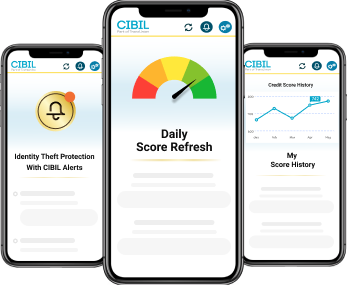 CIBIL
Identity Theft Protection
With CIBIL Alerts
CIBIL
Daily
Score Refresh
CIBIL
Credit Score History
My
Score History